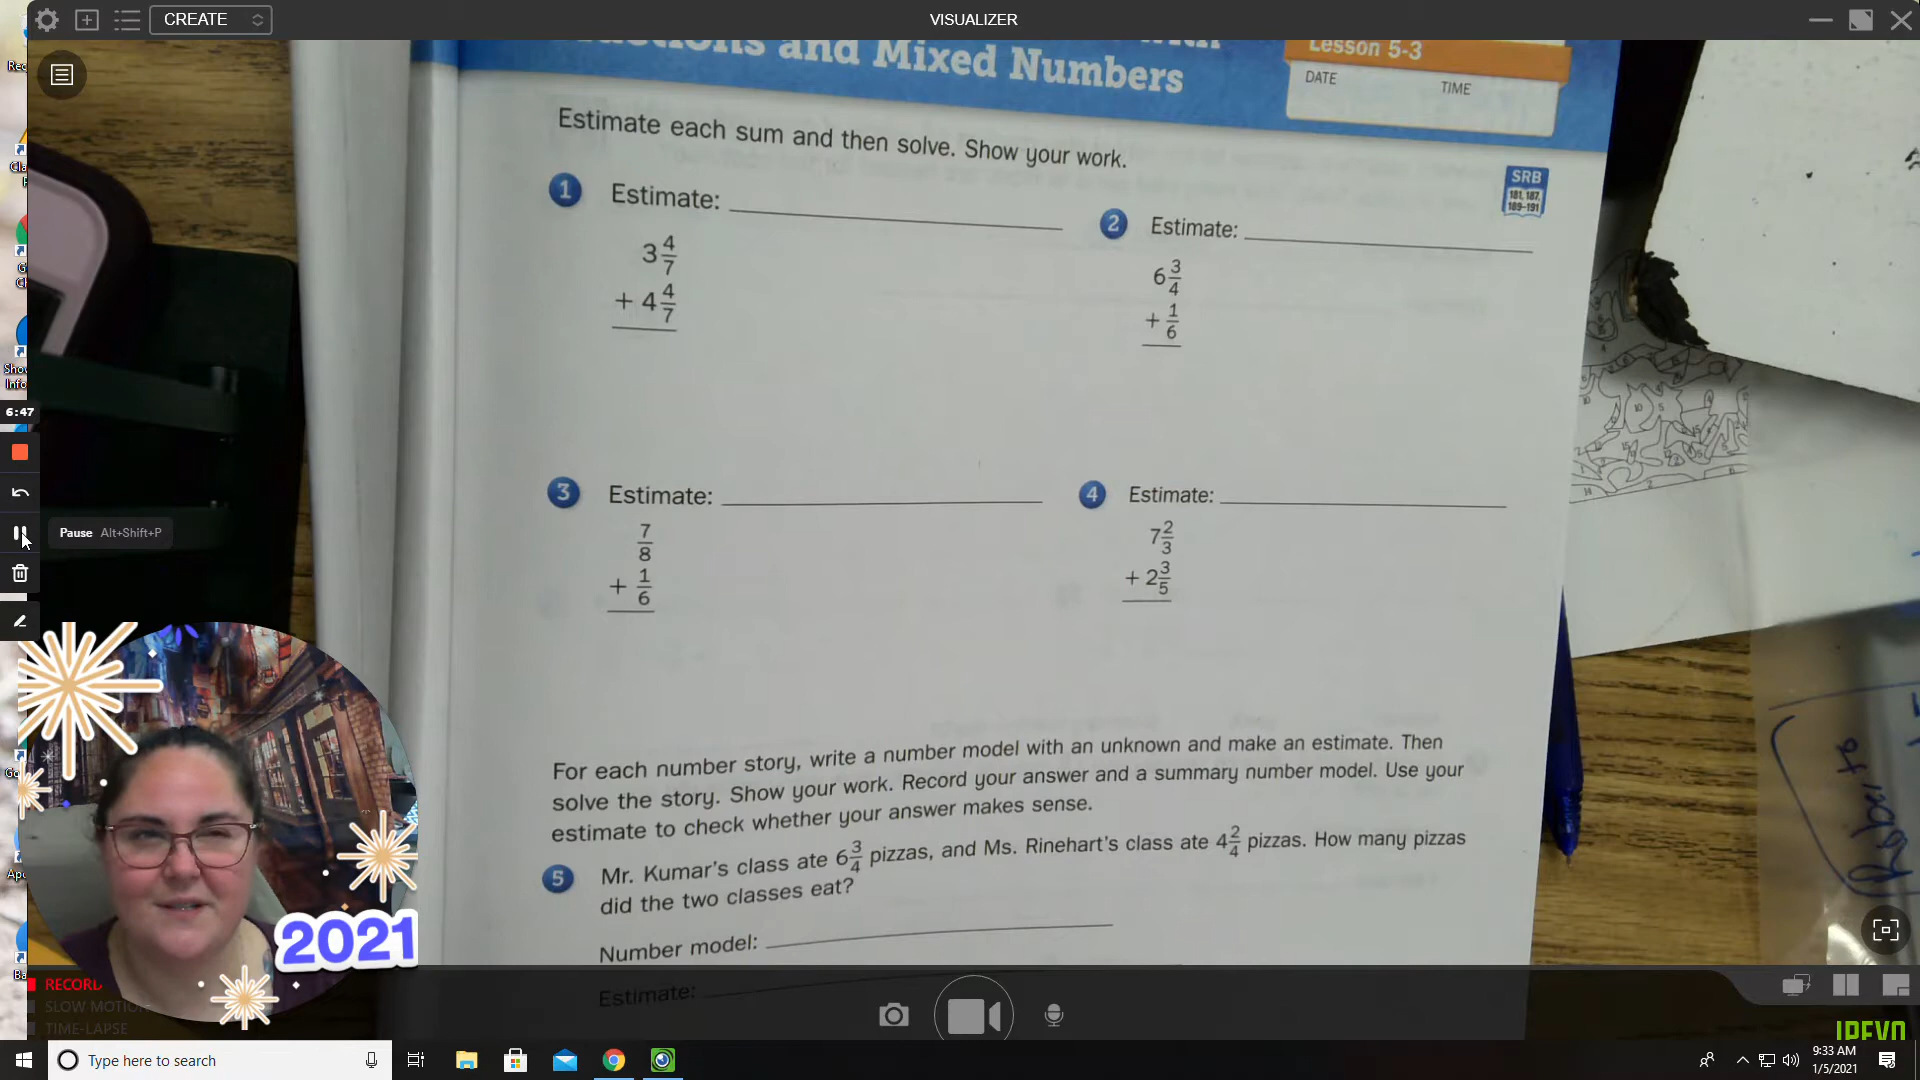 CREATE
VISUALIZER
and Mixed Numbers
Lesson 5-3
DATE TIME
Estimate each sum and then solve. Show your work.
SRB
181, 187,
189–191
1 Estimate:
3 4/7
+ 4 4/7
2 Estimate:
6 3/4
+ 1/6
3 Estimate:
7/8
+ 1/6
4 Estimate:
7 2/3
+ 2 3/5
For each number story, write a number model with an unknown and make an estimate. Then
solve the story. Show your work. Record your answer and a summary number model. Use your
estimate to check whether your answer makes sense.
5 Mr. Kumar's class ate 6 3/4 pizzas, and Ms. Rinehart's class ate 4 2/4 pizzas. How many pizzas
did the two classes eat?
Number model:
Estimate:
6:47
Pause Alt+Shift+P
2021
RECORD
SLOW MOTION
TIME-LAPSE
Type here to search
9:33 AM
1/5/2021